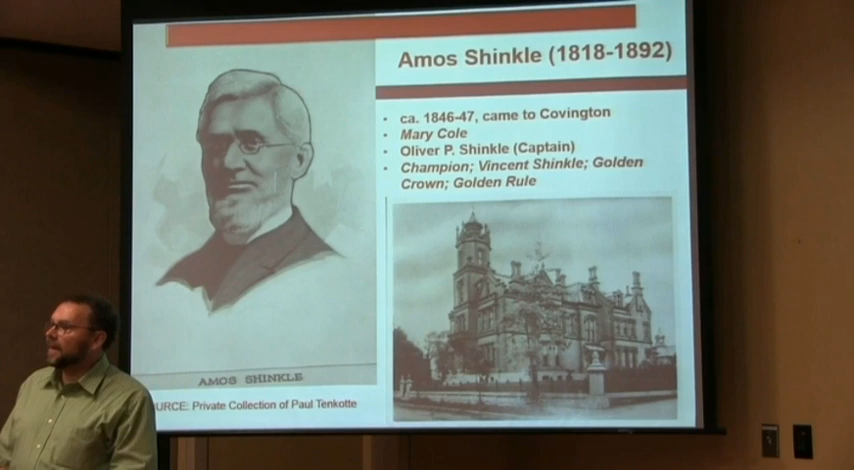 Amos Shinkle (1818-1892)
• ca. 1846-47, came to Covington
• Mary Cole
• Oliver P. Shinkle (Captain)
• Champion; Vincent Shinkle; Golden
Crown; Golden Rule
AMOS SHINKLE
URCE: Private Collection of Paul Tenkotte